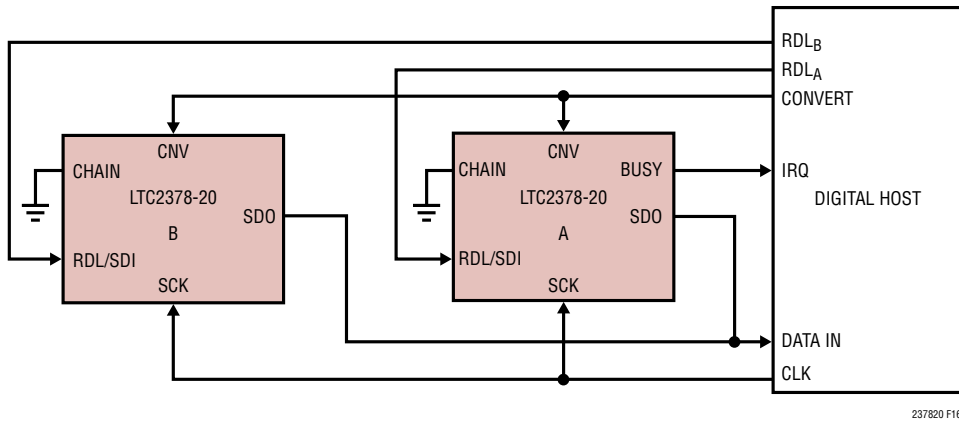 RDLB
RDLA
CONVERT
CNV
CHAIN
LTC2378-20
SDO
B
RDL/SDI
SCK
CNV
CHAIN
BUSY
LTC2378-20
SDO
A
RDL/SDI
SCK
IRQ
DIGITAL HOST
DATA IN
CLK
237820 F16